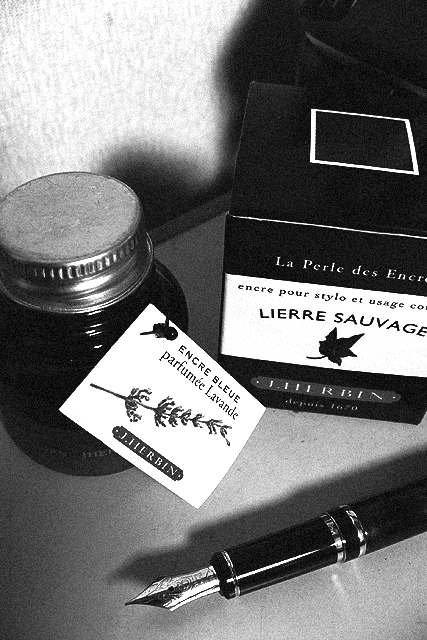 La Perle des Encre
encre pour stylo et usage cou
LIERRE SAUVAGE
J.HERBIN
depuis 1670
ENCRE BLEUE
parfumée Lavande
J.HERBIN